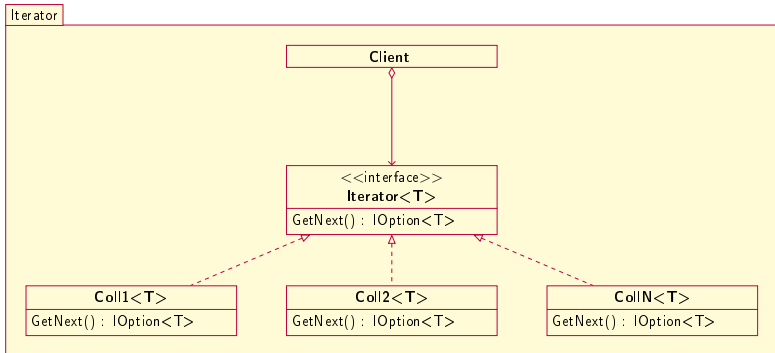 Iterator
Client
<<interface>>
Iterator<T>
GetNext() : IOption<T>
Coll1<T>
GetNext() : IOption<T>
Coll2<T>
GetNext() : IOption<T>
CollN<T>
GetNext() : IOption<T>